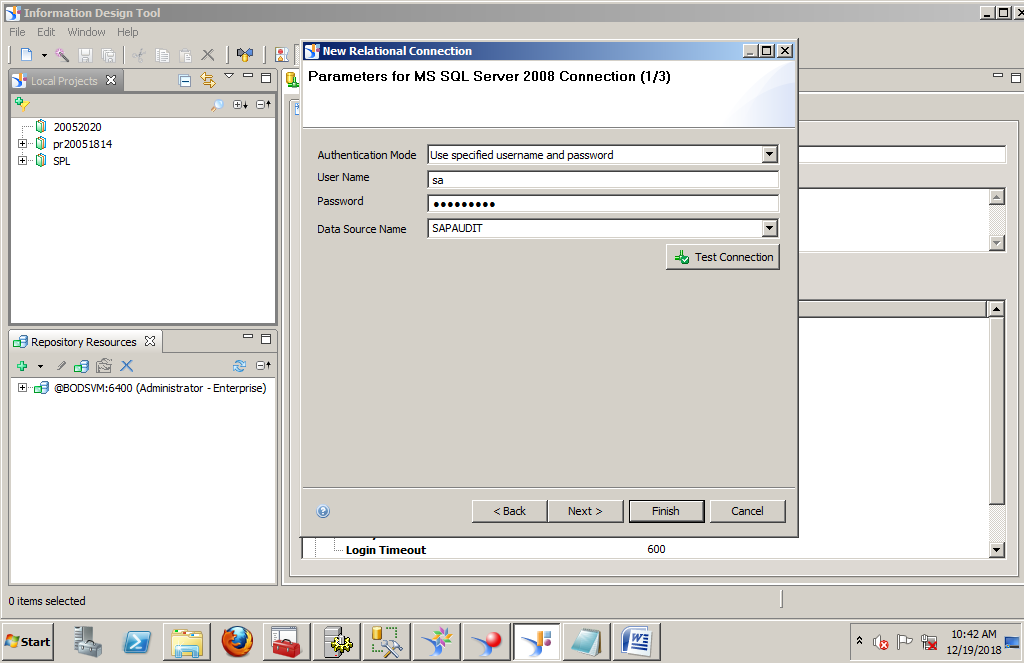 Information Design Tool
File Edit Window Help
Local Projects
20052020
pr20051814
SPL
Repository Resources
@BODSVM:6400 (Administrator - Enterprise)
New Relational Connection
Parameters for MS SQL Server 2008 Connection (1/3)
Authentication Mode Use specified username and password
User Name sa
Password •••••••••
Data Source Name SAPAUDIT
Test Connection
< Back Next > Finish Cancel
Login Timeout 600
0 items selected
Start
10:42 AM
12/19/2018